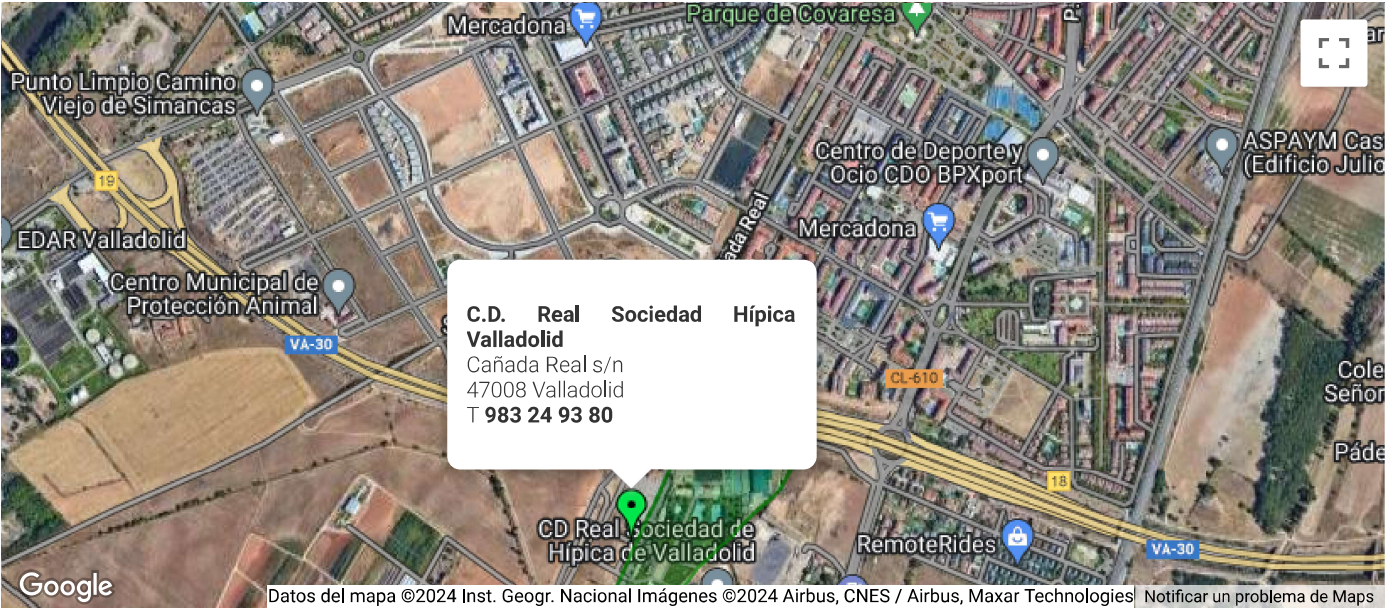 Mercadona
Parque de Covaresa
Punto Limpio Camino
Viejo de Simancas
19
Centro de Deporte y
Ocio CDO BPXport
ASPAYM Cas
(Edificio Julio
ada Real
Mercadona
EDAR Valladolid
Centro Municipal de
Protección Animal
VA-30
C.D. Real Sociedad Hípica
Valladolid
Cañada Real s/n
47008 Valladolid
T 983 24 93 80
CL-610
Cole
Señor
Páde
18
CD Real Sociedad de
Hípica de Valladolid
RemoteRides
VA-30
Google
Datos del mapa ©2024 Inst. Geogr. Nacional Imágenes ©2024 Airbus, CNES / Airbus, Maxar Technologies
Notificar un problema de Maps